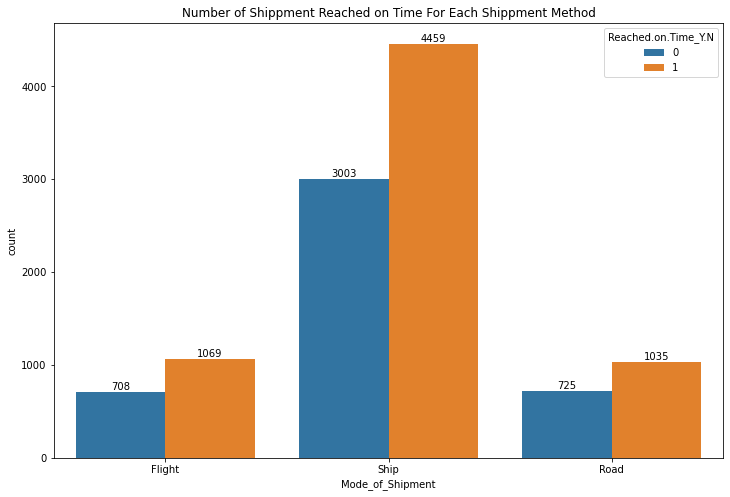 Number of Shippment Reached on Time For Each Shippment Method
Reached.on.Time_Y.N
0
1
4459
3003
1069
1035
708
725
4000
3000
2000
1000
0
count
Flight
Ship
Road
Mode_of_Shipment